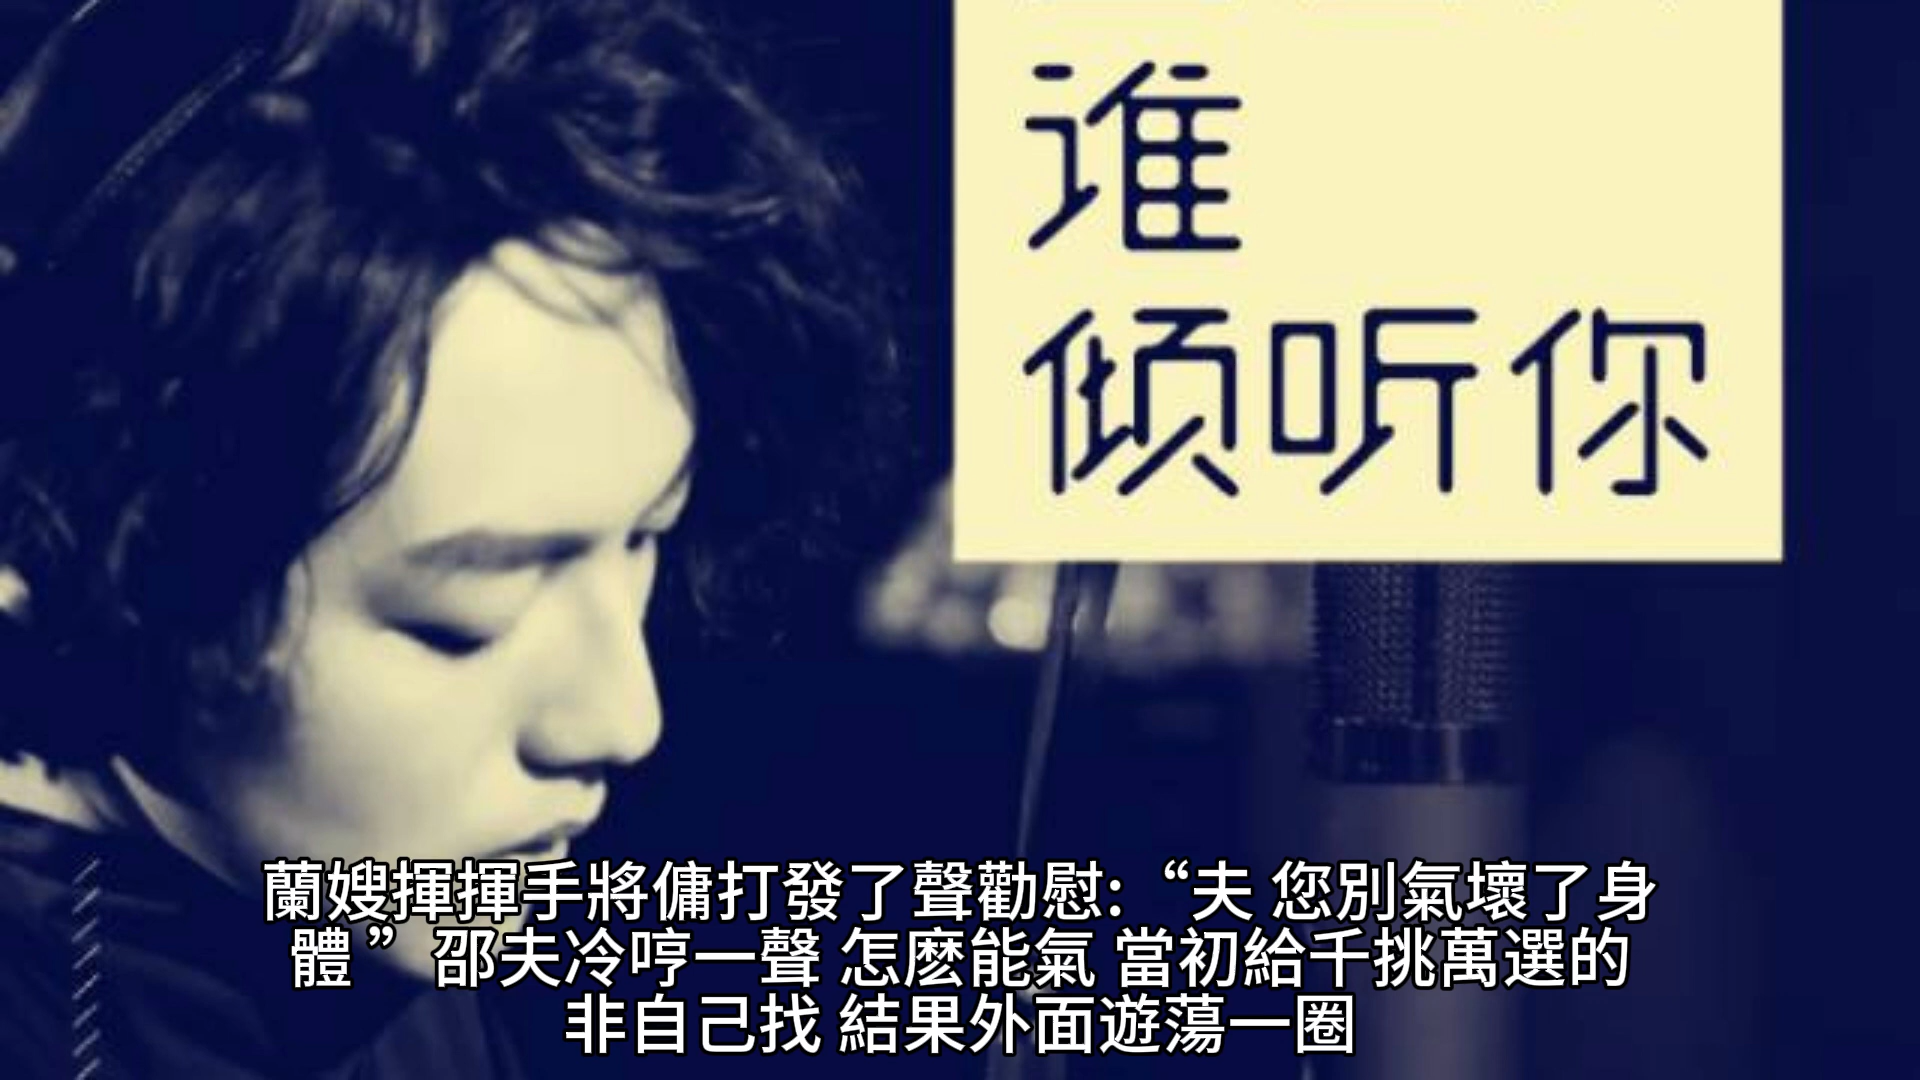 谁
倾听你
蘭嫂揮揮手將傭打發了聲勸慰:“夫 您別氣壞了身
體 ”邵夫冷哼一聲 怎麽能氣 當初給千挑萬選的
非自己找 結果外面遊蕩一圈